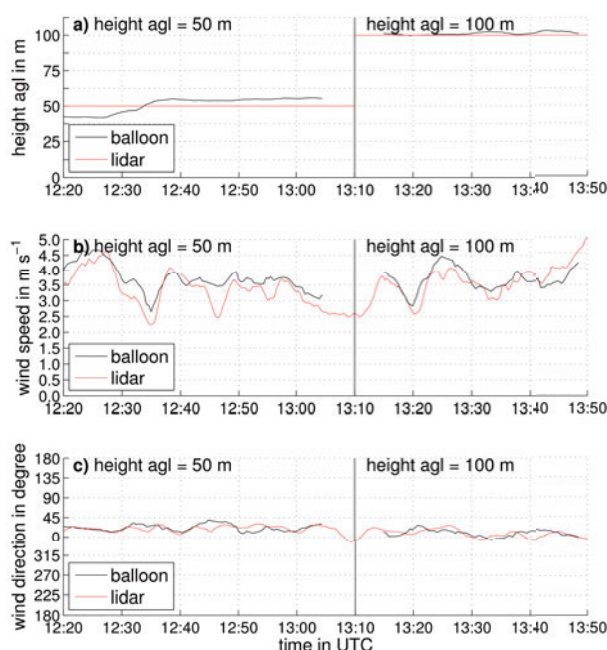 a) height agl = 50 m
height agl = 100 m
height agl in m
100
75
50
25
0
balloon
lidar
12:20 12:30 12:40 12:50 13:00 13:10 13:20 13:30 13:40 13:50
b) height agl = 50 m
height agl = 100 m
wind speed in m s⁻¹
5.0
4.5
4.0
3.5
3.0
2.5
2.0
1.5
1.0
0.5
0.0
balloon
lidar
12:20 12:30 12:40 12:50 13:00 13:10 13:20 13:30 13:40 13:50
c) height agl = 50 m
height agl = 100 m
wind direction in degree
180
135
90
45
0
315
270
225
180
balloon
lidar
12:20 12:30 12:40 12:50 13:00 13:10 13:20 13:30 13:40 13:50
time in UTC